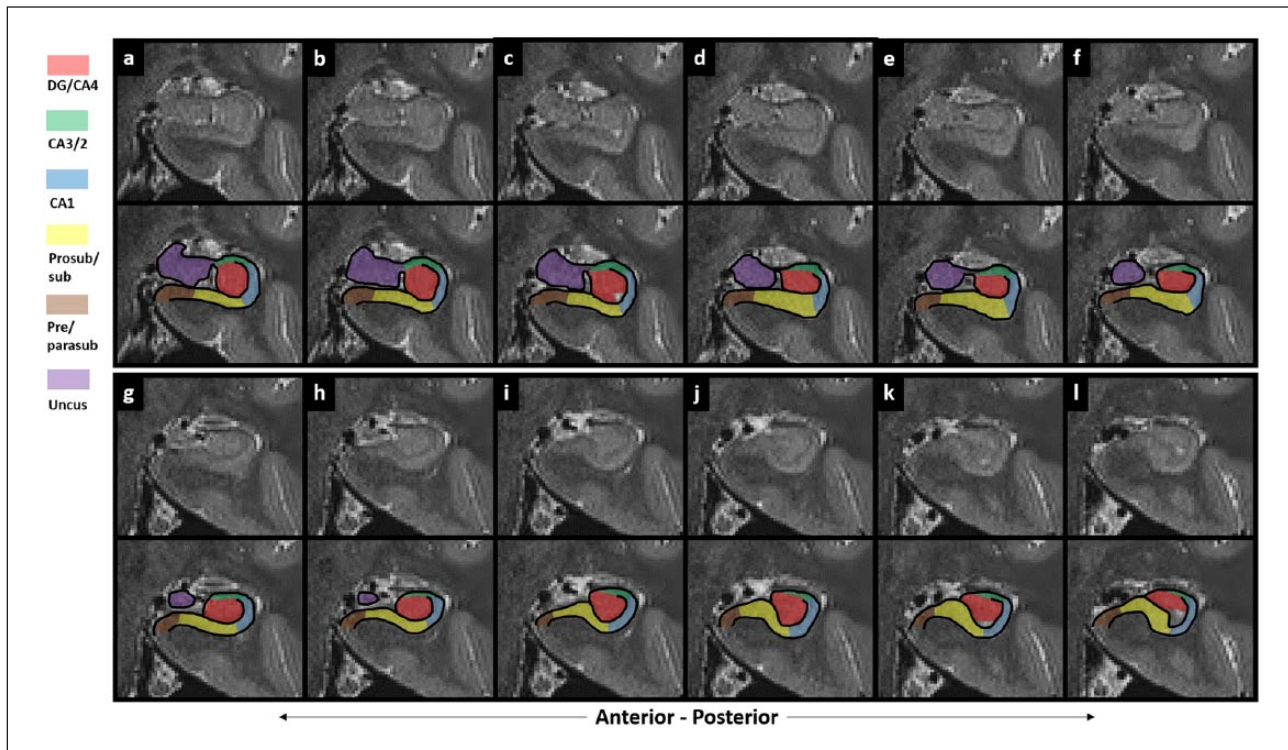 a b c d e f
DG/CA4
CA3/2
CA1
Prosub/
sub
Pre/
parasub
Uncus
g h i j k l
Anterior - Posterior